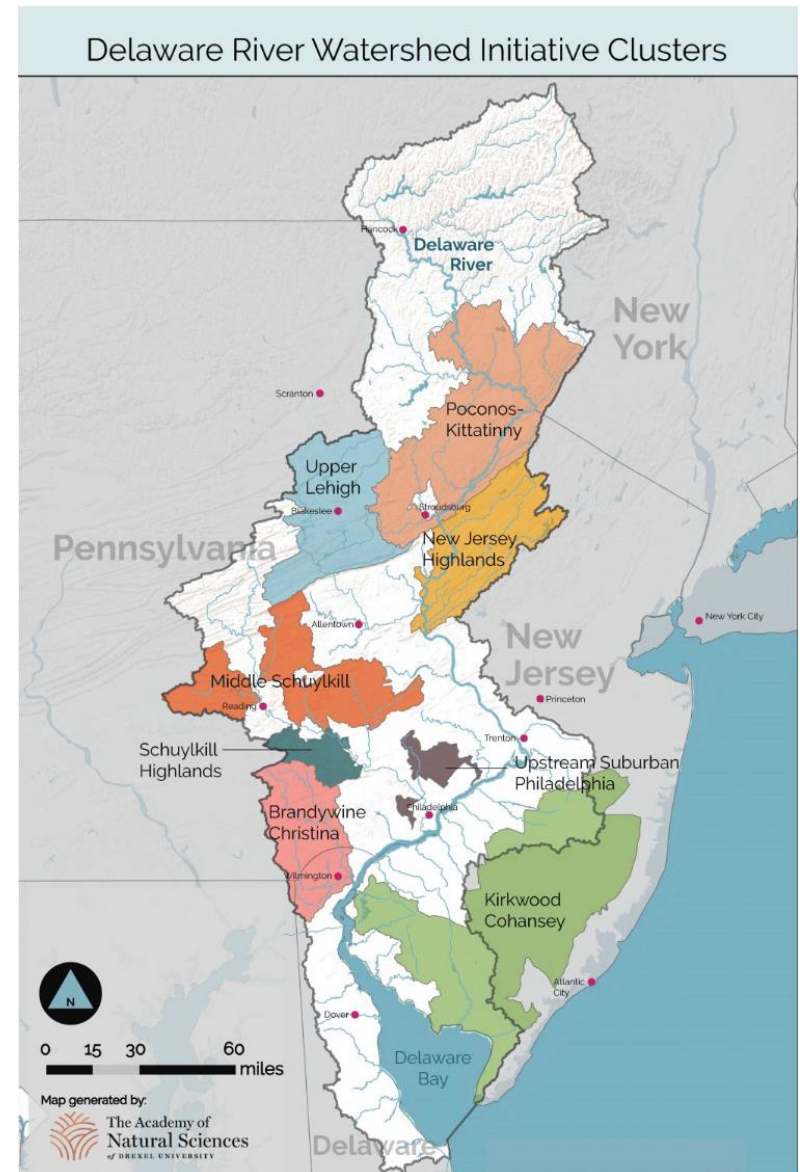 Delaware River Watershed Initiative Clusters
Hancock
Delaware
River
New
York
Scranton
Poconos-
Kittatinny
Upper
Lehigh
Blakeslee
Stroudsburg
Pennsylvania
New Jersey
Highlands
New York City
Allentown
New
Jersey
Middle Schuylkill
Reading
Princeton
Trenton
Schuylkill
Highlands
Upstream Suburban
Philadelphia
Philadelphia
Brandywine
Christina
Wilmington
Kirkwood
Cohansey
Atlantic
City
N
Dover
0 15 30 60
miles
Delaware
Bay
Map generated by:
The Academy of
Natural Sciences
of DREXEL UNIVERSITY
Delaware